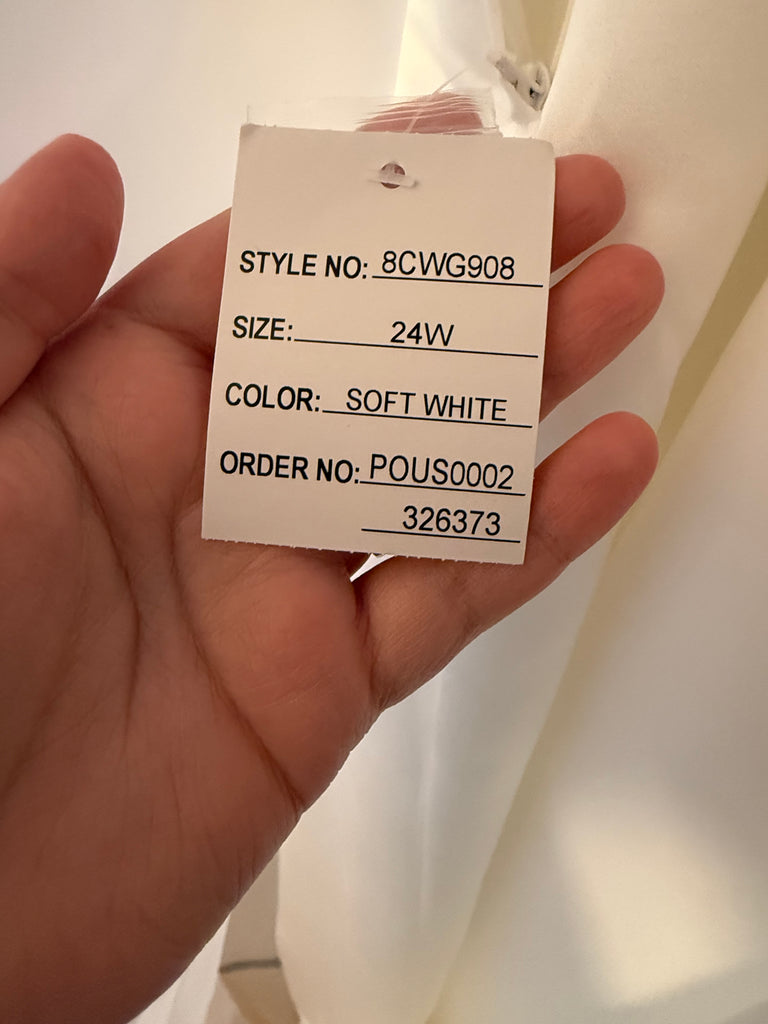 STYLE NO: 8CWG908
SIZE: 24W
COLOR: SOFT WHITE
ORDER NO: POUS0002
326373